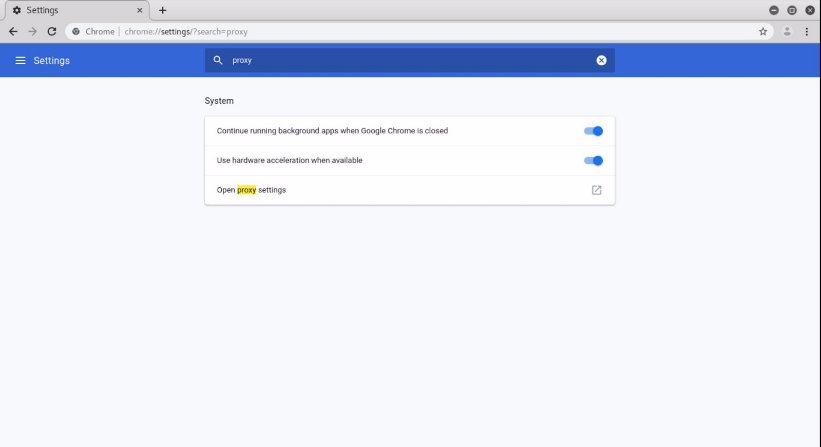 Settings
Chrome | chrome://settings/?search=proxy
Settings
proxy
System
Continue running background apps when Google Chrome is closed
Use hardware acceleration when available
Open proxy settings